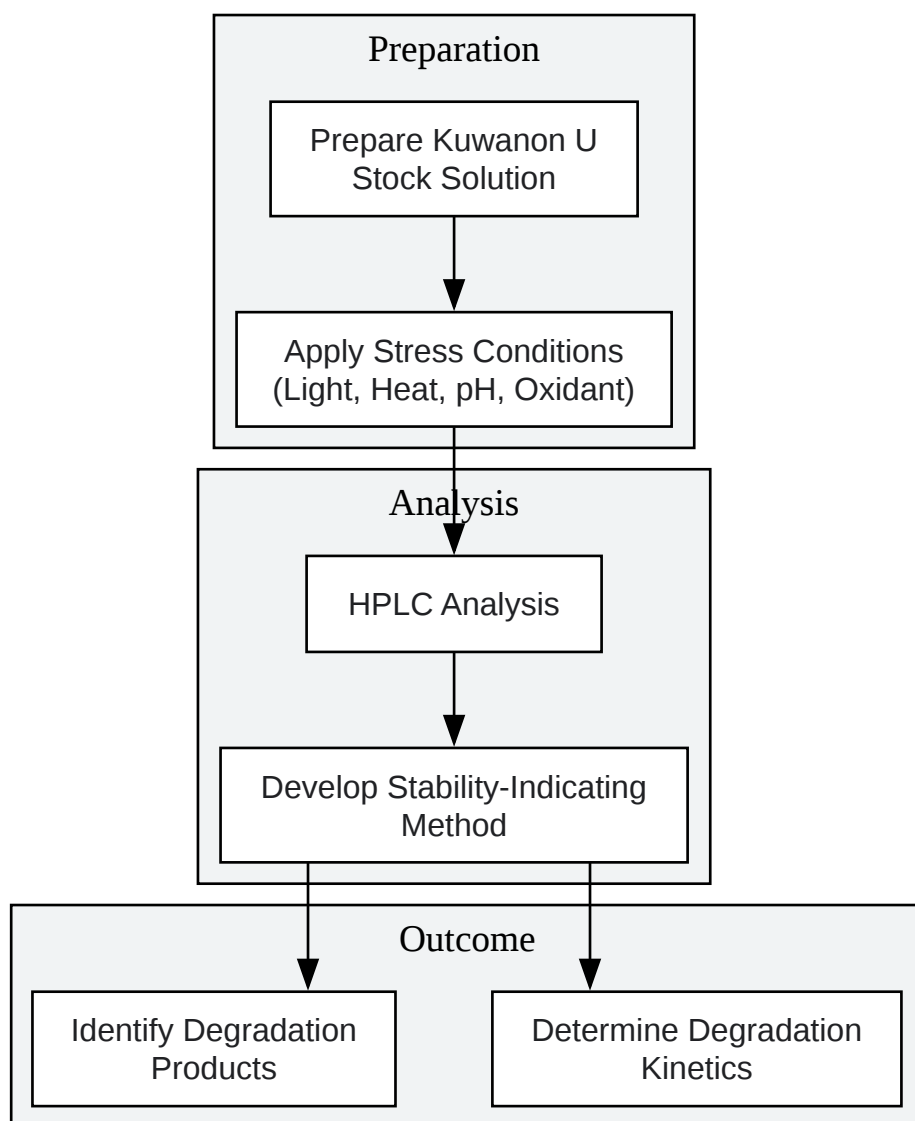 Preparation
Prepare Kuwanon U
Stock Solution
Apply Stress Conditions
(Light, Heat, pH, Oxidant)
Analysis
HPLC Analysis
Develop Stability-Indicating
Method
Outcome
Identify Degradation
Products
Determine Degradation
Kinetics